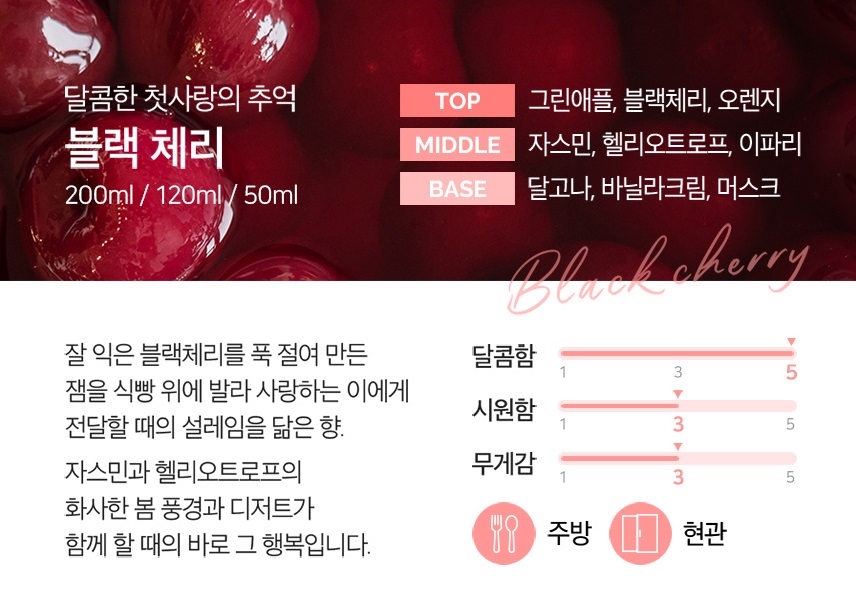 달콤한 첫사랑의 추억
블랙 체리
200ml / 120ml / 50ml
TOP 그린애플, 블랙체리, 오렌지
MIDDLE 자스민, 헬리오트로프, 이파리
BASE 달고나, 바닐라크림, 머스크
Black cherry
잘 익은 블랙체리를 푹 절여 만든
잼을 식빵 위에 발라 사랑하는 이에게
전달할 때의 설레임을 닮은 향.
자스민과 헬리오트로프의
화사한 봄 풍경과 디저트가
함께 할 때의 바로 그 행복입니다.
달콤함
1 3 5
시원함
1 3 5
무게감
1 3 5
주방 현관